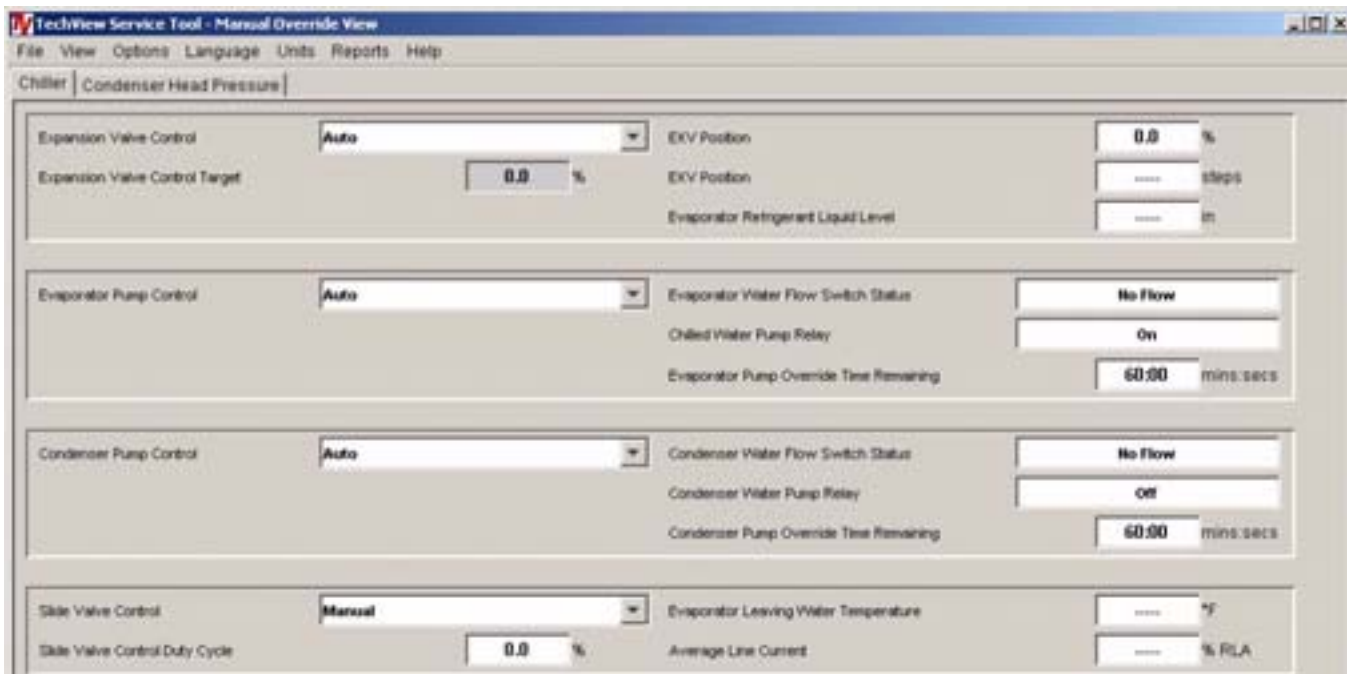 TechView Service Tool - Manual Override View
File View Options Language Units Reports Help
Chiller Condenser Head Pressure
Expansion Valve Control Auto EXV Position 0.0 %
Expansion Valve Control Target 0.0 % EXV Position ----- steps
Evaporator Refrigerant Liquid Level ----- in
Evaporator Pump Control Auto Evaporator Water Flow Switch Status No Flow
Chilled Water Pump Relay On
Evaporator Pump Override Time Remaining 60:00 mins:secs
Condenser Pump Control Auto Condenser Water Flow Switch Status No Flow
Condenser Water Pump Relay Off
Condenser Pump Override Time Remaining 60:00 mins:secs
Slide Valve Control Manual Evaporator Leaving Water Temperature ----- °F
Slide Valve Control Duty Cycle 0.0 % Average Line Current ----- % RLA